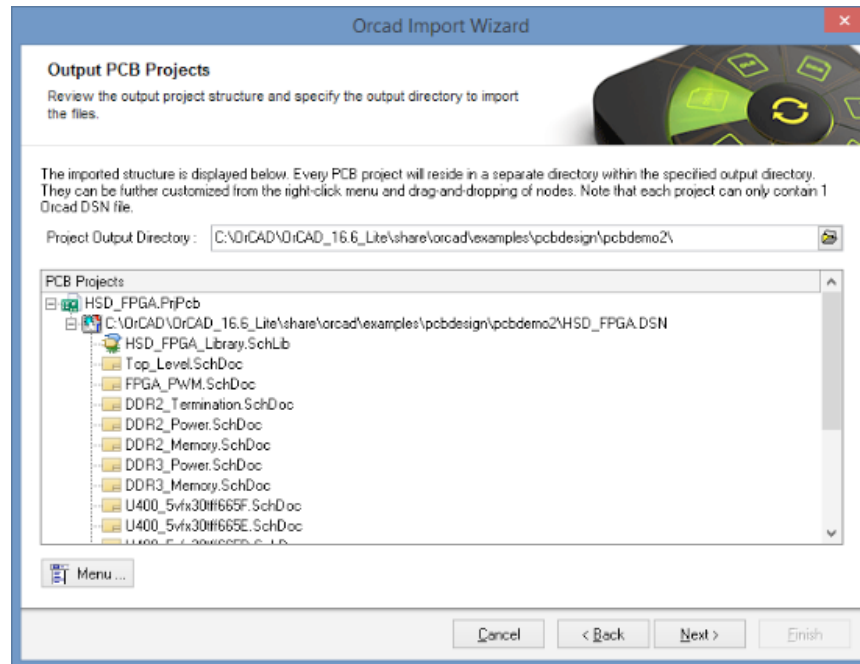 Orcad Import Wizard
Output PCB Projects
Review the output project structure and specify the output directory to import
the files.
The imported structure is displayed below. Every PCB project will reside in a separate directory within the specified output directory.
They can be further customized from the right-click menu and drag-and-dropping of nodes. Note that each project can only contain 1
Orcad DSN file.
Project Output Directory : C:\OrCAD\OrCAD_16.6_Lite\share\orcad\examples\pcbdesign\pcbdemo2\
PCB Projects
HSD_FPGA.PrjPcb
C:\OrCAD\OrCAD_16.6_Lite\share\orcad\examples\pcbdesign\pcbdemo2\HSD_FPGA.DSN
HSD_FPGA_Library.SchLib
Top_Level.SchDoc
FPGA_PWM.SchDoc
DDR2_Termination.SchDoc
DDR2_Power.SchDoc
DDR2_Memory.SchDoc
DDR3_Power.SchDoc
DDR3_Memory.SchDoc
U400_5vfx30tff665F.SchDoc
U400_5vfx30tff665E.SchDoc
Menu ...
Cancel < Back Next > Finish